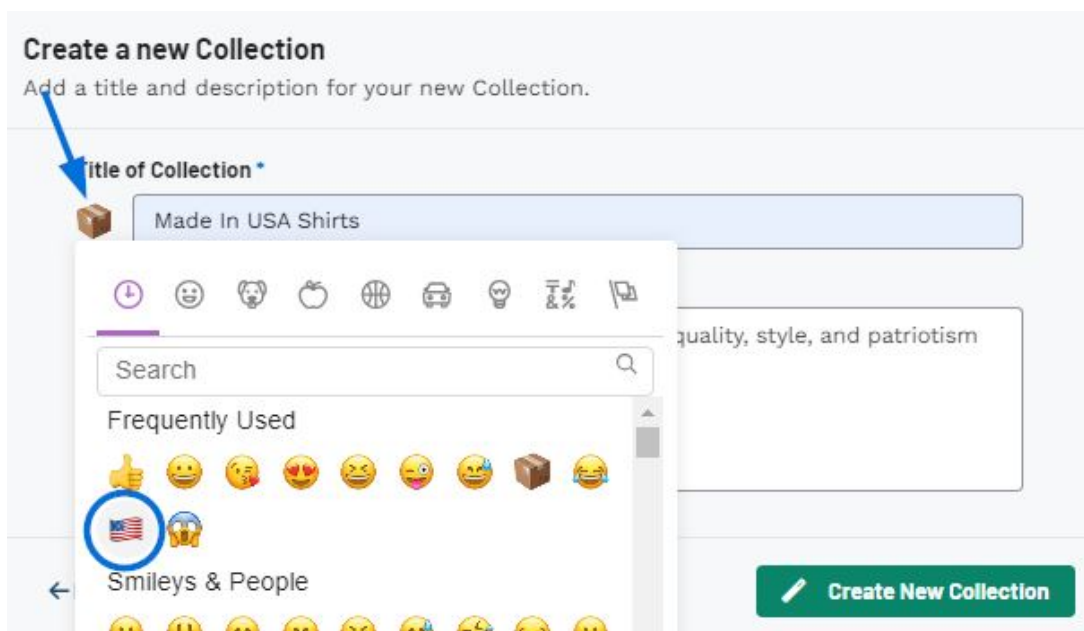 Create a new Collection
Add a title and description for your new Collection.
Title of Collection *
Made In USA Shirts
quality, style, and patriotism
Search
Frequently Used
Smileys & People
Create New Collection